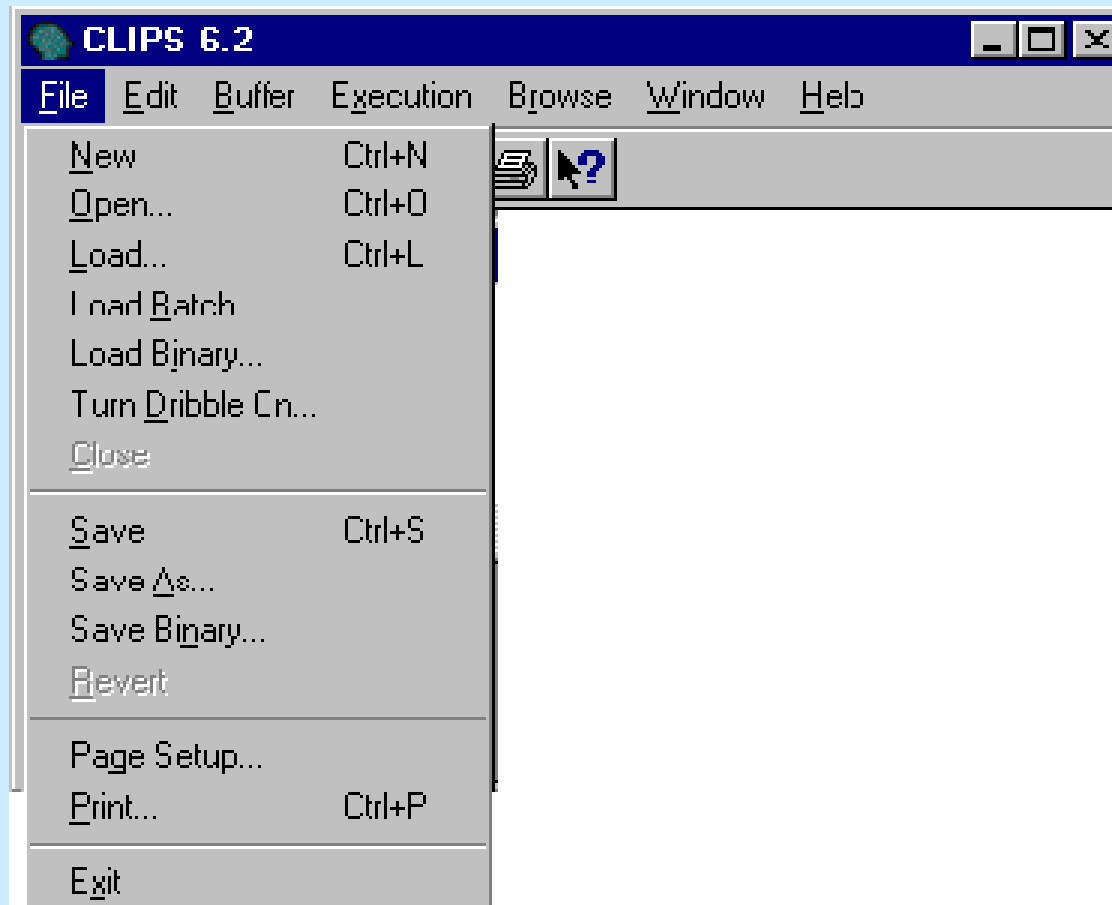 CLIPS 6.2
File Edit Buffer Execution Browse Window Help
New Ctrl+N
Open... Ctrl+O
Load... Ctrl+L
Load Batch
Load Binary...
Turn Dribble On...
Close
Save Ctrl+S
Save As...
Save Binary...
Revert
Page Setup...
Print... Ctrl+P
Exit